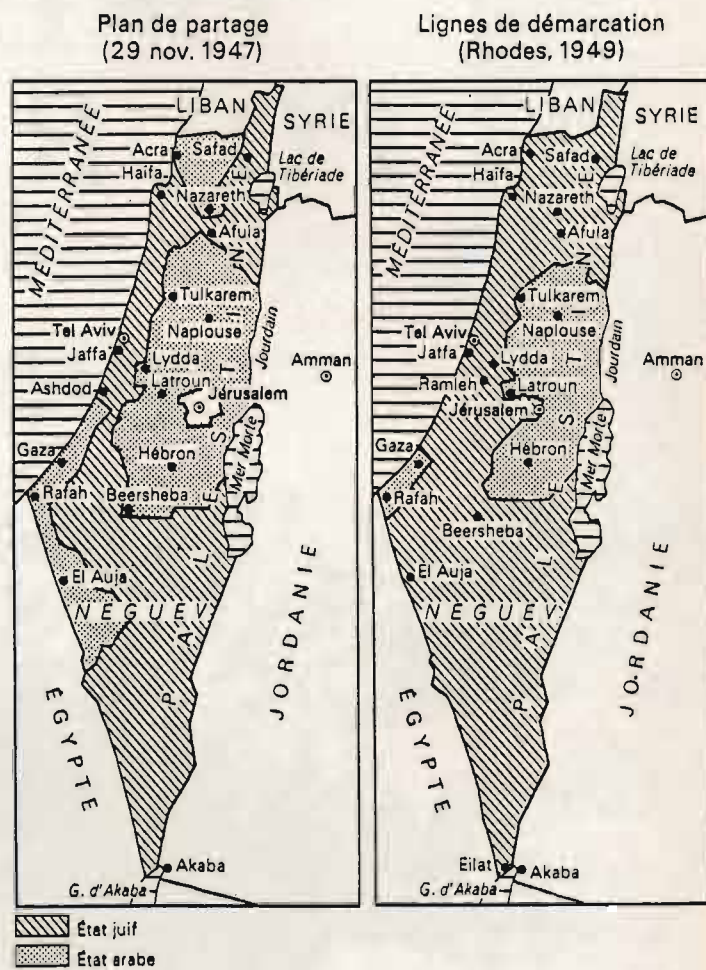 Plan de partage
(29 nov. 1947)
LIBAN
SYRIE
Acra
Safad
Lac de
Tibériade
Haïfa
MÉDITERRANÉE
Nazareth
Afula
Tulkarem
Naplouse
Tel Aviv
Jaffa
Lydda
Jourdain
Amman
Ashdod
Latroun
Jérusalem
Gaza
Hébron
Mer Morte
Rafah
Beersheba
El Auja
NEGUEV
PALESTINE
JORDANIE
ÉGYPTE
Akaba
G. d'Akaba
Lignes de démarcation
(Rhodes, 1949)
LIBAN
SYRIE
Acra
Safad
Lac de
Tibériade
Haïfa
MÉDITERRANÉE
Nazareth
Afula
Tulkarem
Naplouse
Tel Aviv
Jaffa
Lydda
Jourdain
Amman
Ramleh
Latroun
Jérusalem
Gaza
Hébron
Mer Morte
Rafah
Beersheba
El Auja
NEGUEV
PALESTINE
JORDANIE
ÉGYPTE
Eilat
Akaba
G. d'Akaba
État juif
État arabe